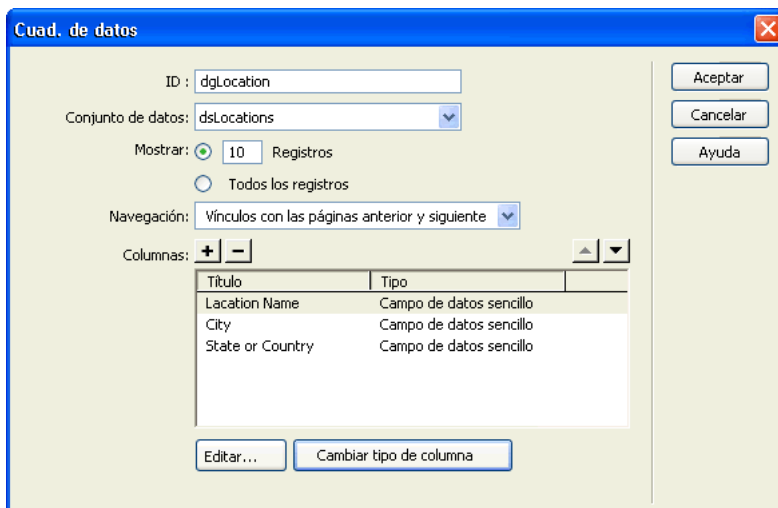 Cuad. de datos
ID : dgLocation
Aceptar
Conjunto de datos: dsLocations
Cancelar
Mostrar: 10 Registros
Ayuda
Todos los registros
Navegación: Vínculos con las páginas anterior y siguiente
Columnas: + −
Título Tipo
Lacation Name Campo de datos sencillo
City Campo de datos sencillo
State or Country Campo de datos sencillo
Editar... Cambiar tipo de columna